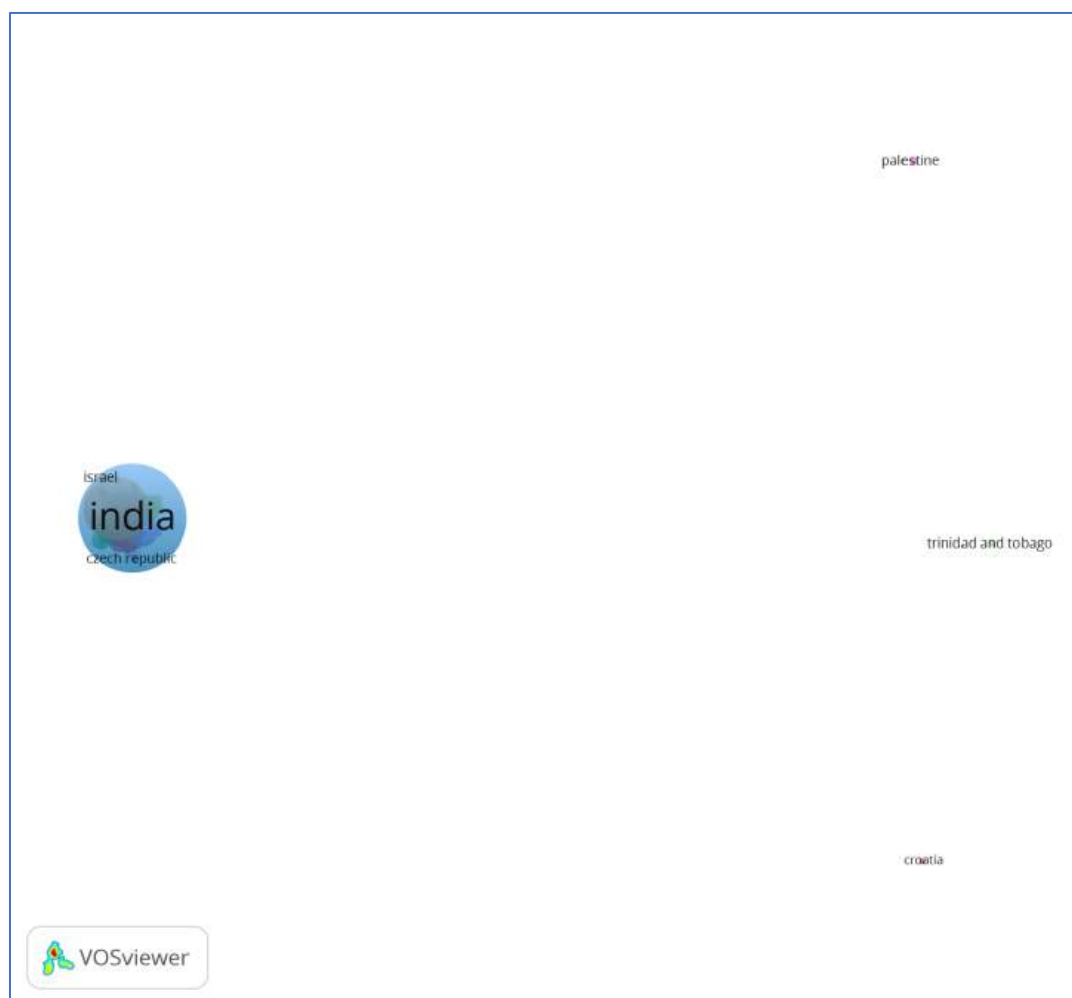 palestine
israel
india
trinidad and tobago
czech republic
croatia
VOSviewer